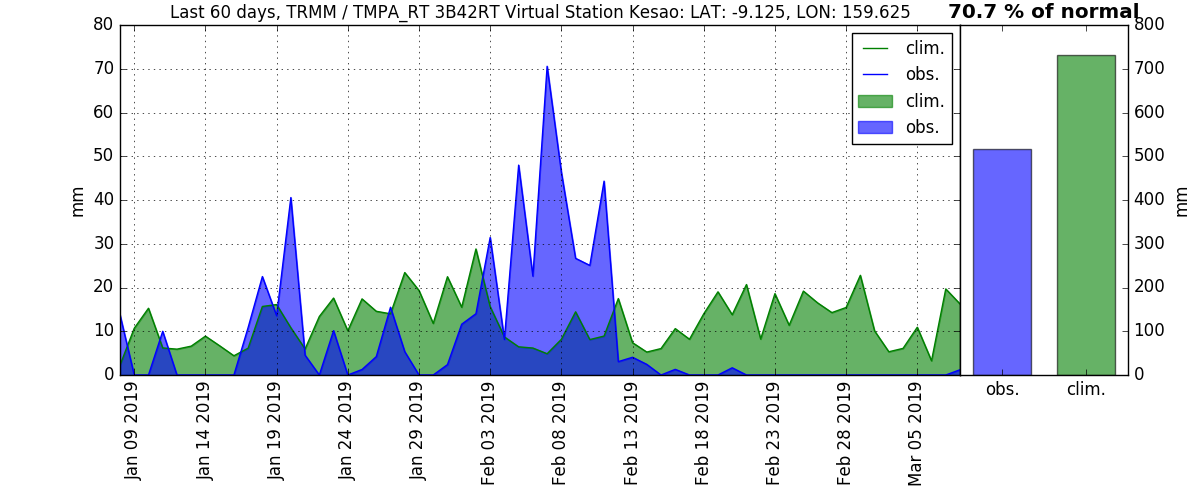 Last 60 days, TRMM / TMPA_RT 3B42RT Virtual Station Kesao: LAT: -9.125, LON: 159.625
70.7 % of normal
80
70
60
50
40
30
20
10
0
mm
clim.
obs.
clim.
obs.
800
700
600
500
400
300
200
100
0
mm
obs.
clim.
Jan 09 2019
Jan 14 2019
Jan 19 2019
Jan 24 2019
Jan 29 2019
Feb 03 2019
Feb 08 2019
Feb 13 2019
Feb 18 2019
Feb 23 2019
Feb 28 2019
Mar 05 2019